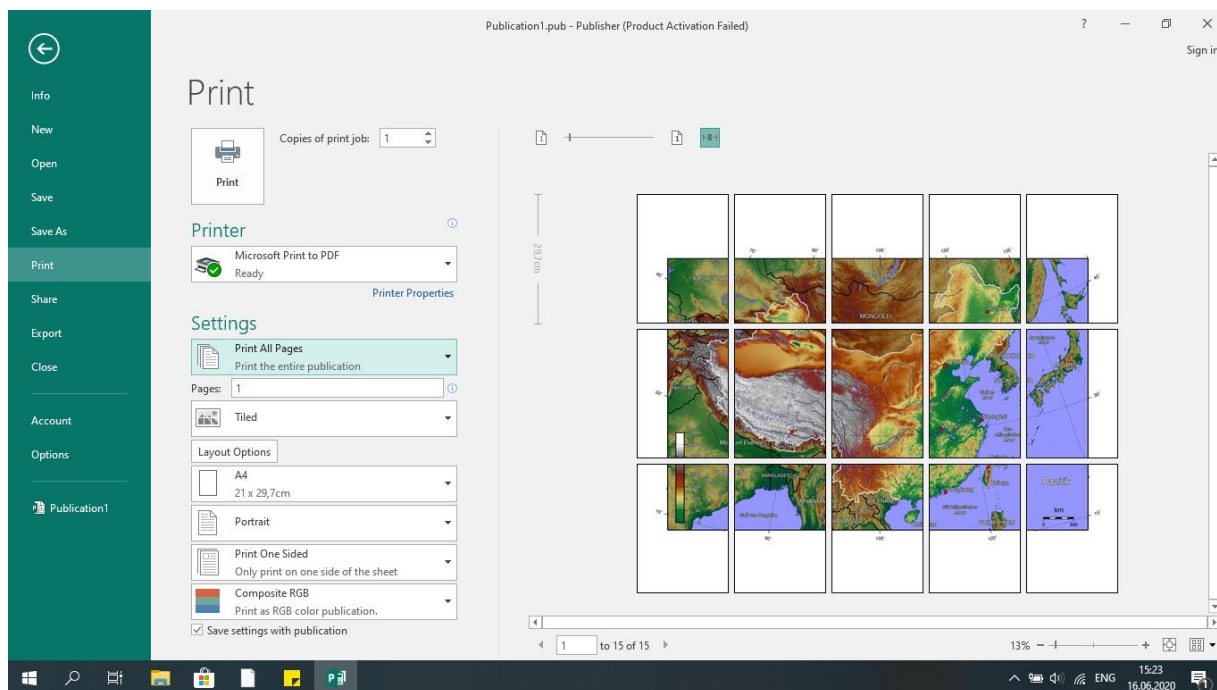 Publication1.pub - Publisher (Product Activation Failed)
?
Sign in
Info
New
Open
Save
Save As
Print
Share
Export
Close
Account
Options
Publication1
Print
Print
Copies of print job: 1
Printer
Microsoft Print to PDF
Ready
Printer Properties
Settings
Print All Pages
Print the entire publication
Pages: 1
Tiled
Layout Options
A4
21 x 29,7cm
Portrait
Print One Sided
Only print on one side of the sheet
Composite RGB
Print as RGB color publication.
Save settings with publication
29,7cm
MONGOLEI
Pazifik
km
1 to 15 of 15
13%
ENG
15:23
16.06.2020